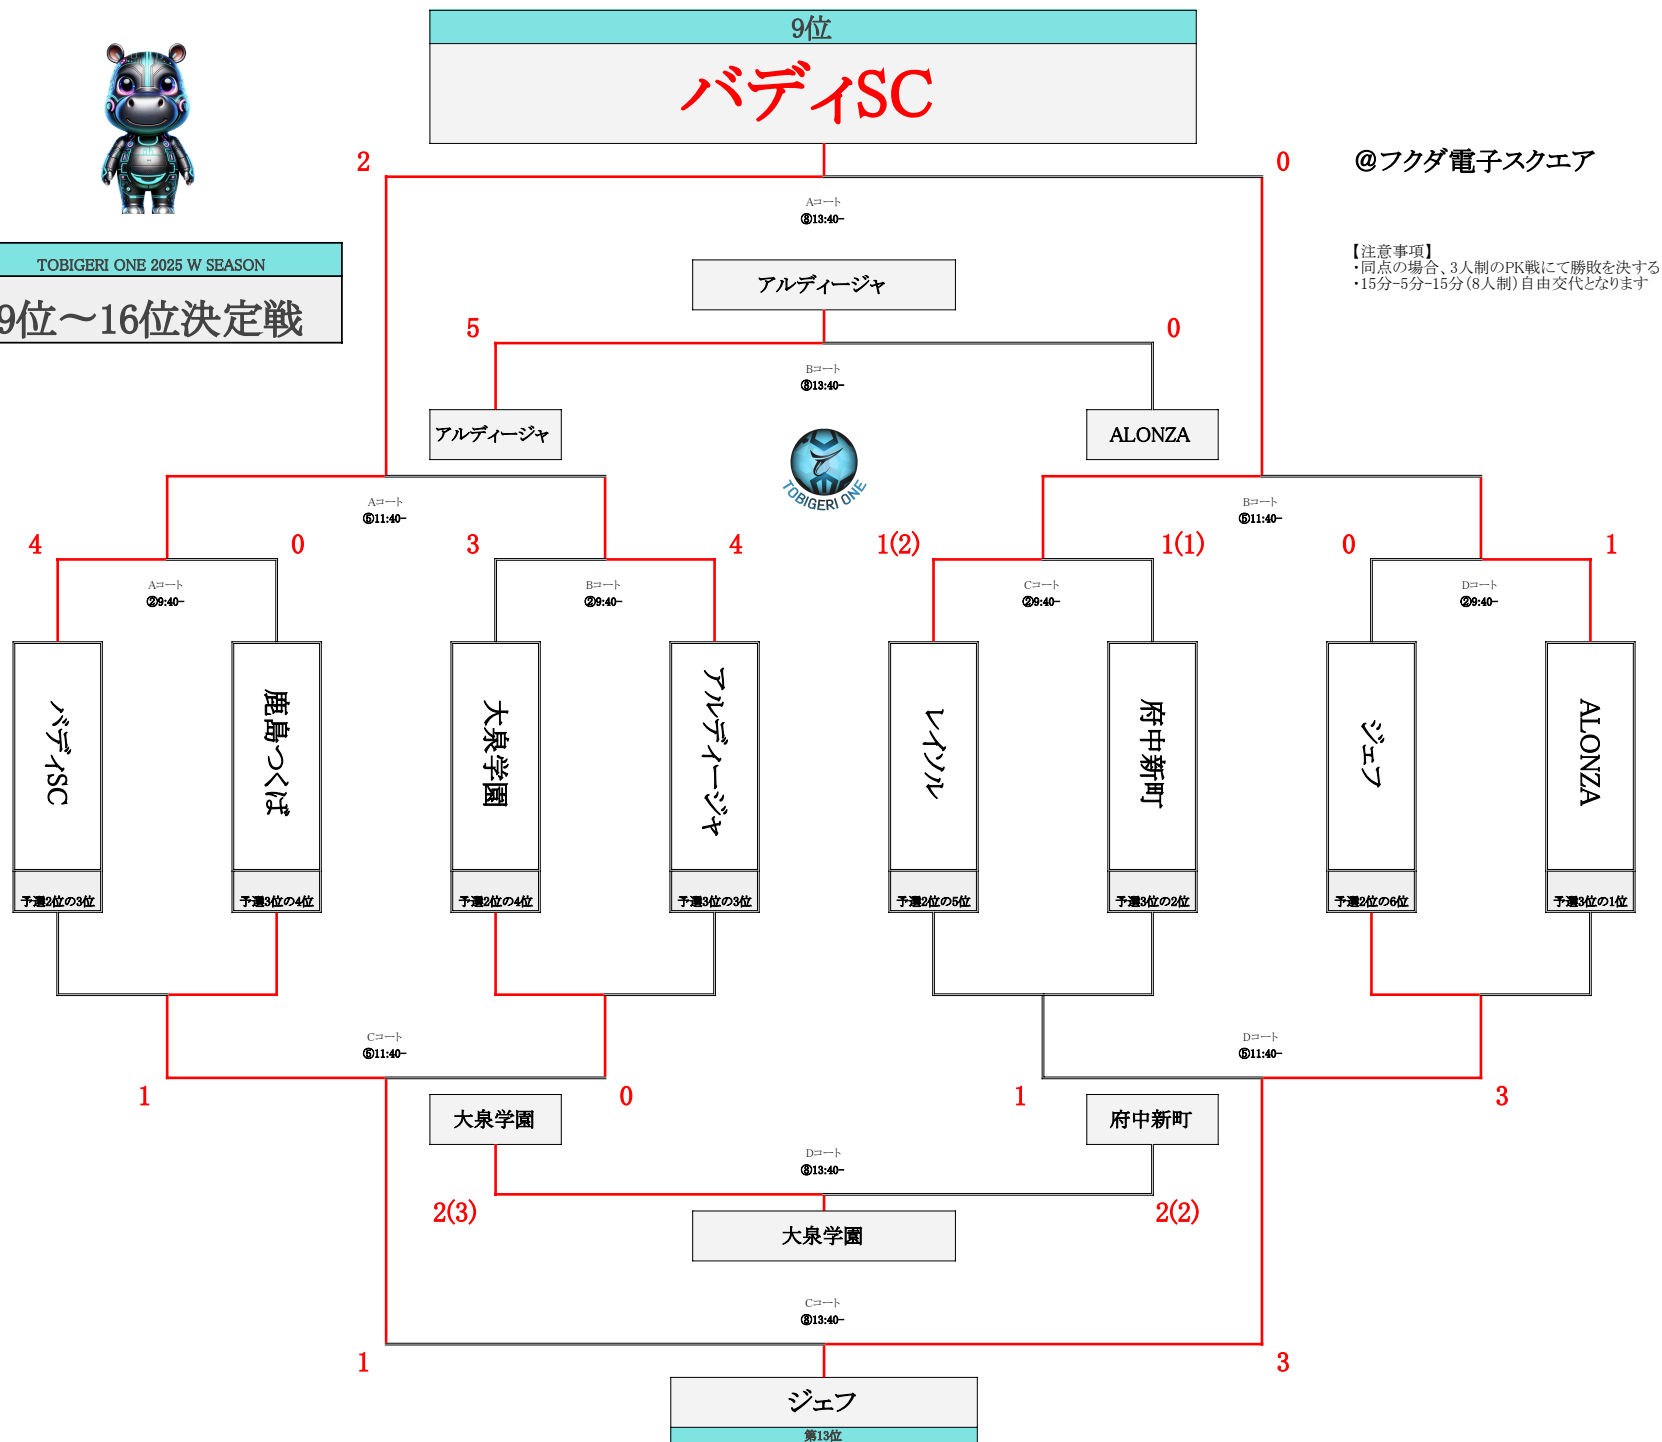 9位
バディSC
2
0
@フクダ電子スクエア
Aコート
⑧13:40-
TOBIGERI ONE 2025 W SEASON
9位～16位決定戦
【注意事項】
・同点の場合、3人制のPK戦にて勝敗を決する
・15分-5分-15分(8人制)自由交代となります
アルディージャ
5
0
Bコート
⑧13:40-
アルディージャ
ALONZA
TOBIGERI ONE
Aコート
⑤11:40-
Bコート
⑤11:40-
4
0
3
4
1(2)
1(1)
0
1
Aコート
②9:40-
Bコート
②9:40-
Cコート
②9:40-
Dコート
②9:40-
バディSC
鹿島つくば
大泉学園
アルディージャ
レイソル
府中新町
ジェフ
ALONZA
予選2位の3位
予選3位の4位
予選2位の4位
予選3位の3位
予選2位の5位
予選3位の2位
予選2位の6位
予選3位の1位
Cコート
⑤11:40-
Dコート
⑤11:40-
1
0
1
3
大泉学園
府中新町
Dコート
⑧13:40-
2(3)
2(2)
大泉学園
Cコート
⑧13:40-
1
3
ジェフ
第13位